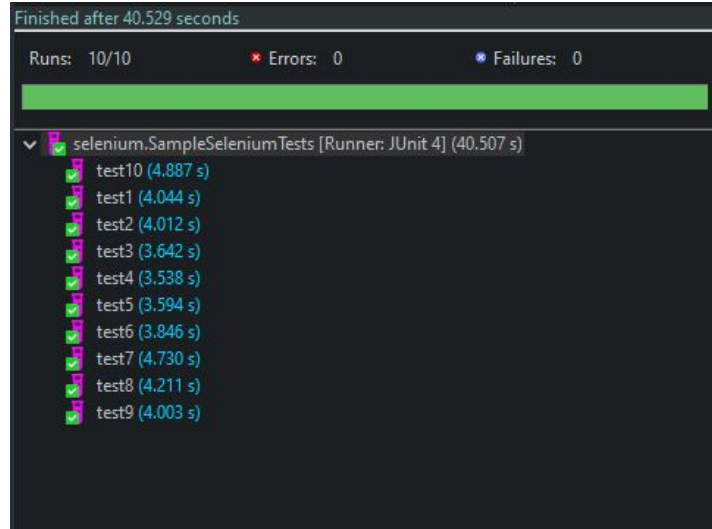 Finished after 40.529 seconds
Runs: 10/10 Errors: 0 Failures: 0
selenium.SampleSeleniumTests [Runner: JUnit 4] (40.507 s)
test10 (4.887 s)
test1 (4.044 s)
test2 (4.012 s)
test3 (3.642 s)
test4 (3.538 s)
test5 (3.594 s)
test6 (3.846 s)
test7 (4.730 s)
test8 (4.211 s)
test9 (4.003 s)